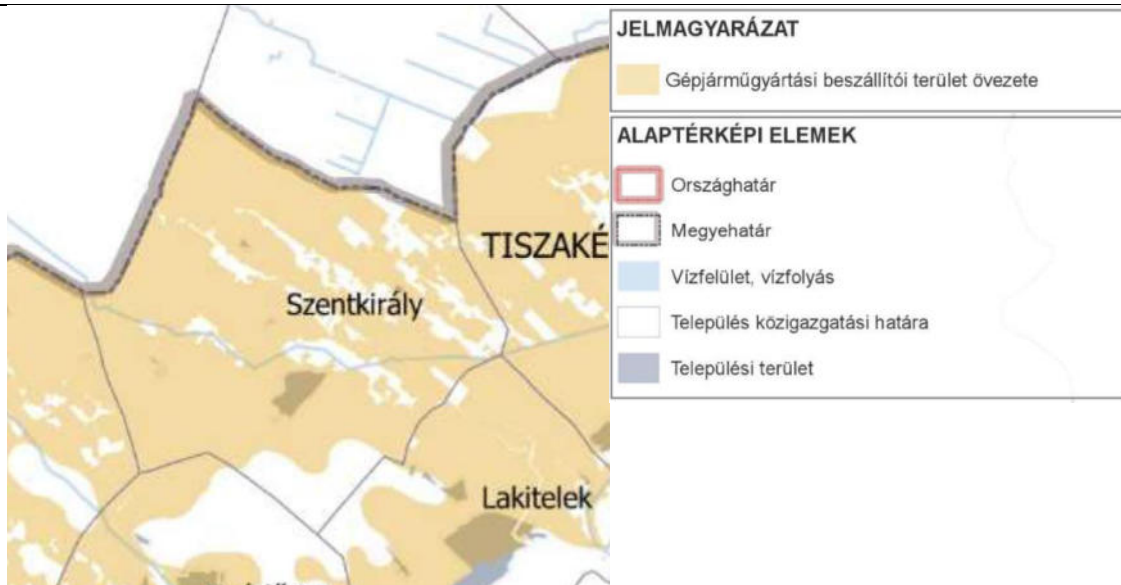 TISZAKÉ
Szentkirály
Lakitelek
JELMAGYARÁZAT
Gépjárműgyártási beszállítói terület övezete
ALAPTÉRKÉPI ELEMEK
Országhatár
Megyehatár
Vízfelület, vízfolyás
Település közigazgatási határa
Települési terület